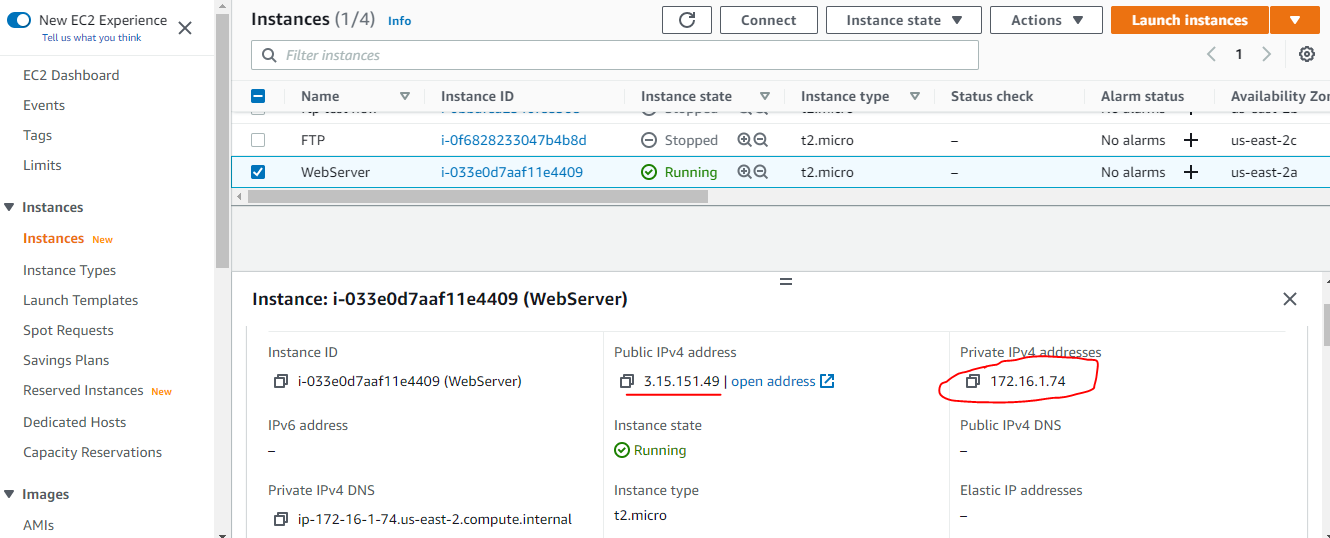 New EC2 Experience
Tell us what you think
EC2 Dashboard
Events
Tags
Limits
Instances
Instances New
Instance Types
Launch Templates
Spot Requests
Savings Plans
Reserved Instances New
Dedicated Hosts
Capacity Reservations
Images
AMIs
Instances (1/4) Info
Connect
Instance state
Actions
Launch instances
Filter instances
1
Name Instance ID Instance state Instance type Status check Alarm status Availability Zon
Stopped t2.micro No alarms
FTP i-0f6828233047b4b8d Stopped t2.micro – No alarms + us-east-2c
WebServer i-033e0d7aaf11e4409 Running t2.micro – No alarms + us-east-2a
Instance: i-033e0d7aaf11e4409 (WebServer)
Instance ID
i-033e0d7aaf11e4409 (WebServer)
Public IPv4 address
3.15.151.49 | open address
Private IPv4 addresses
172.16.1.74
IPv6 address
–
Instance state
Running
Public IPv4 DNS
–
Private IPv4 DNS
ip-172-16-1-74.us-east-2.compute.internal
Instance type
t2.micro
Elastic IP addresses
–